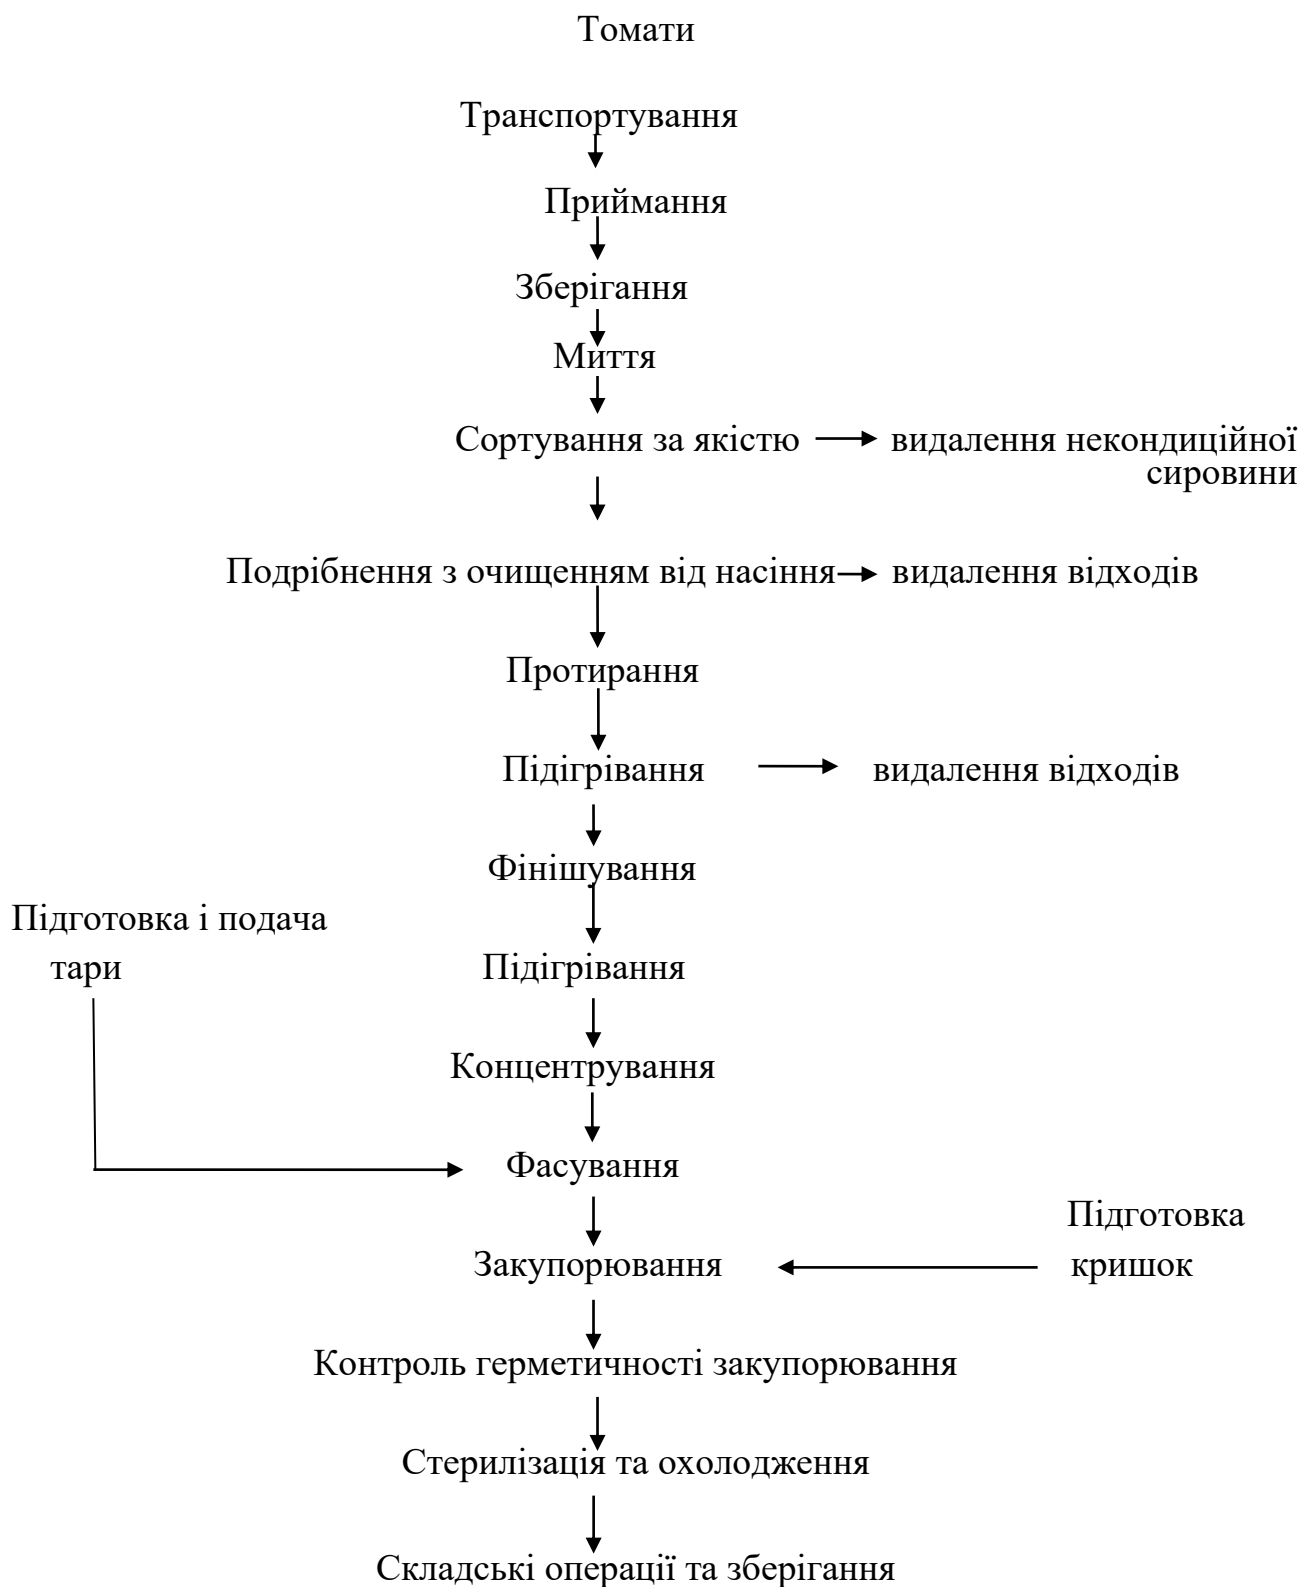 Томати
Транспортування
Приймання
Зберігання
Миття
Сортування за якістю
видалення некондиційної
сировини
Подрібнення з очищенням від насіння
видалення відходів
Протирання
Підігрівання
видалення відходів
Фінішування
Підготовка і подача
тари
Підігрівання
Концентрування
Фасування
Підготовка
кришок
Закупорювання
Контроль герметичності закупорювання
Стерилізація та охолодження
Складські операції та зберігання